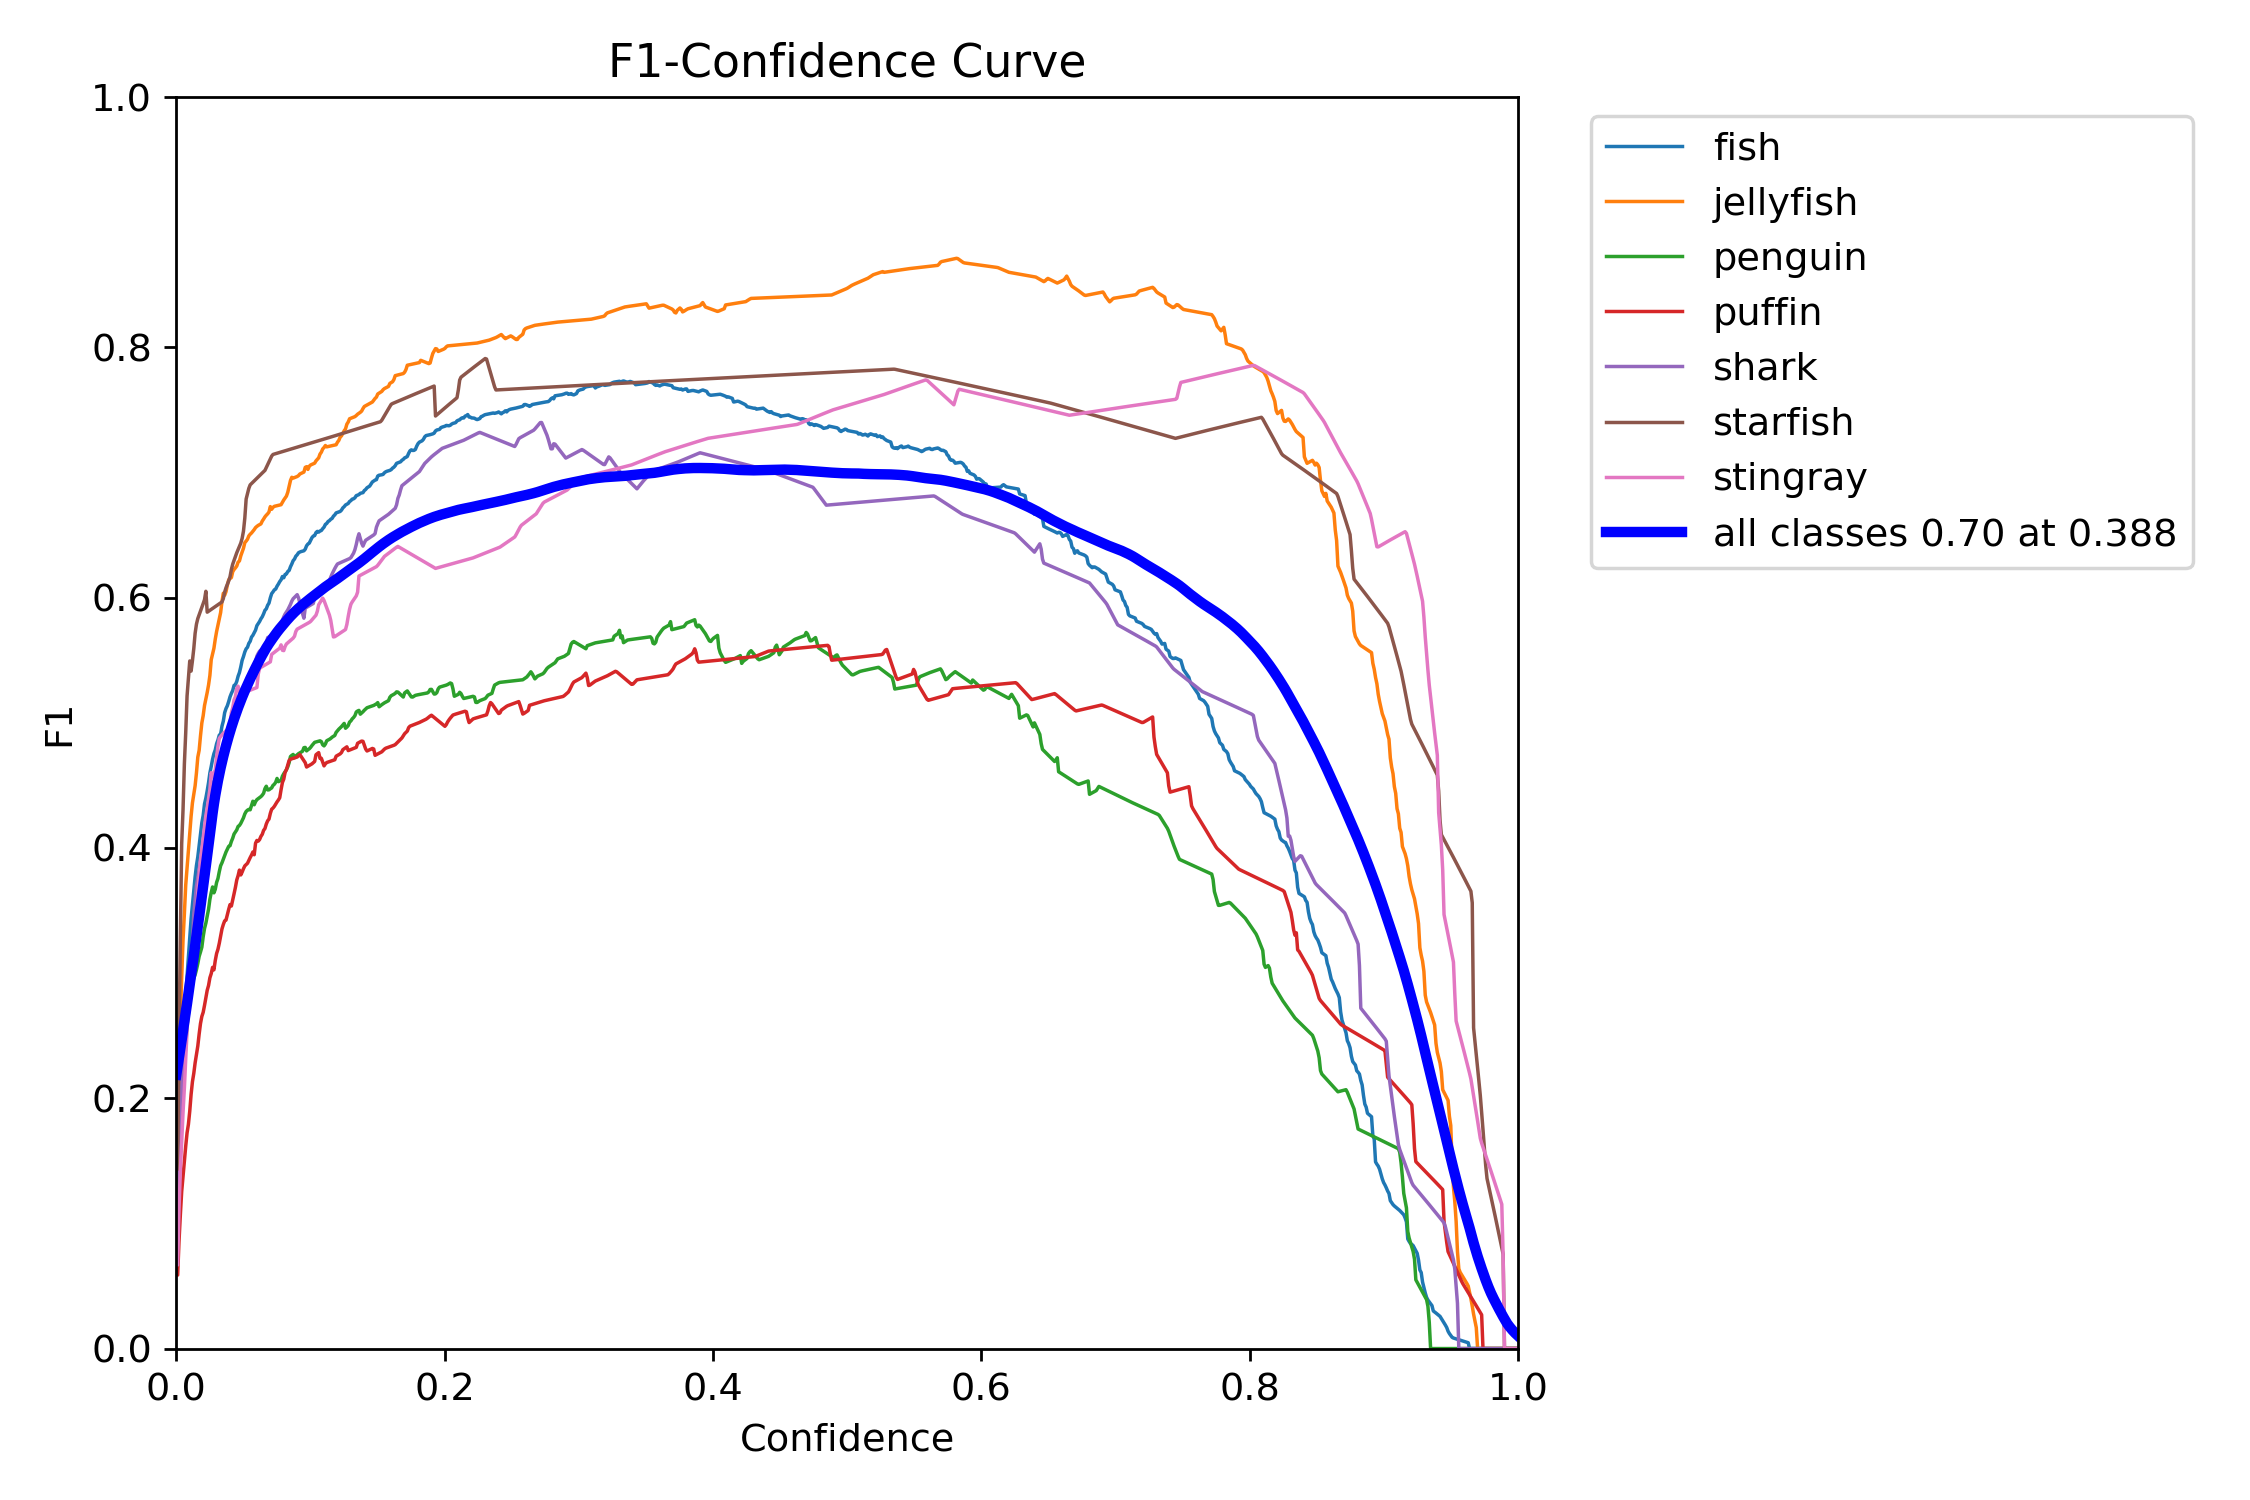 F1-Confidence Curve
1.0
0.8
0.6
0.4
0.2
0.0
F1
0.0 0.2 0.4 0.6 0.8 1.0
Confidence
fish
jellyfish
penguin
puffin
shark
starfish
stingray
all classes 0.70 at 0.388